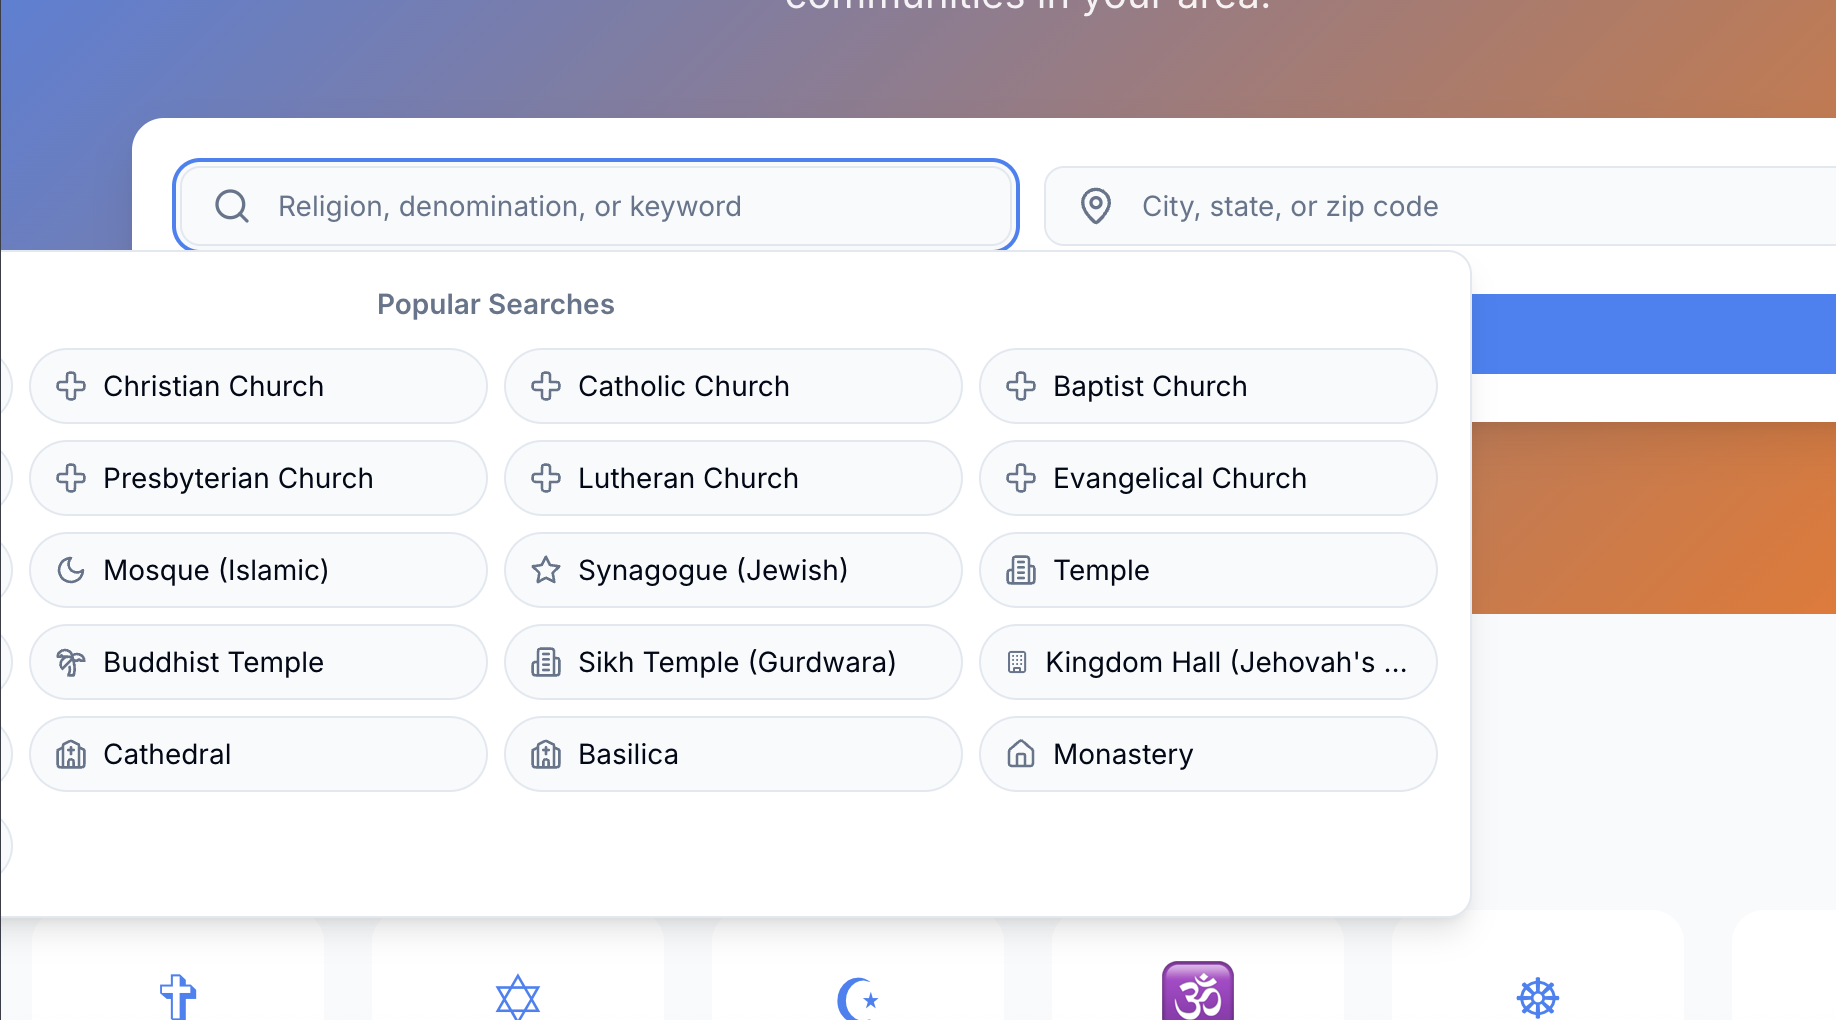 communities in your area.
Religion, denomination, or keyword
City, state, or zip code
Popular Searches
Christian Church
Catholic Church
Baptist Church
Presbyterian Church
Lutheran Church
Evangelical Church
Mosque (Islamic)
Synagogue (Jewish)
Temple
Buddhist Temple
Sikh Temple (Gurdwara)
Kingdom Hall (Jehovah's ...
Cathedral
Basilica
Monastery
ॐ